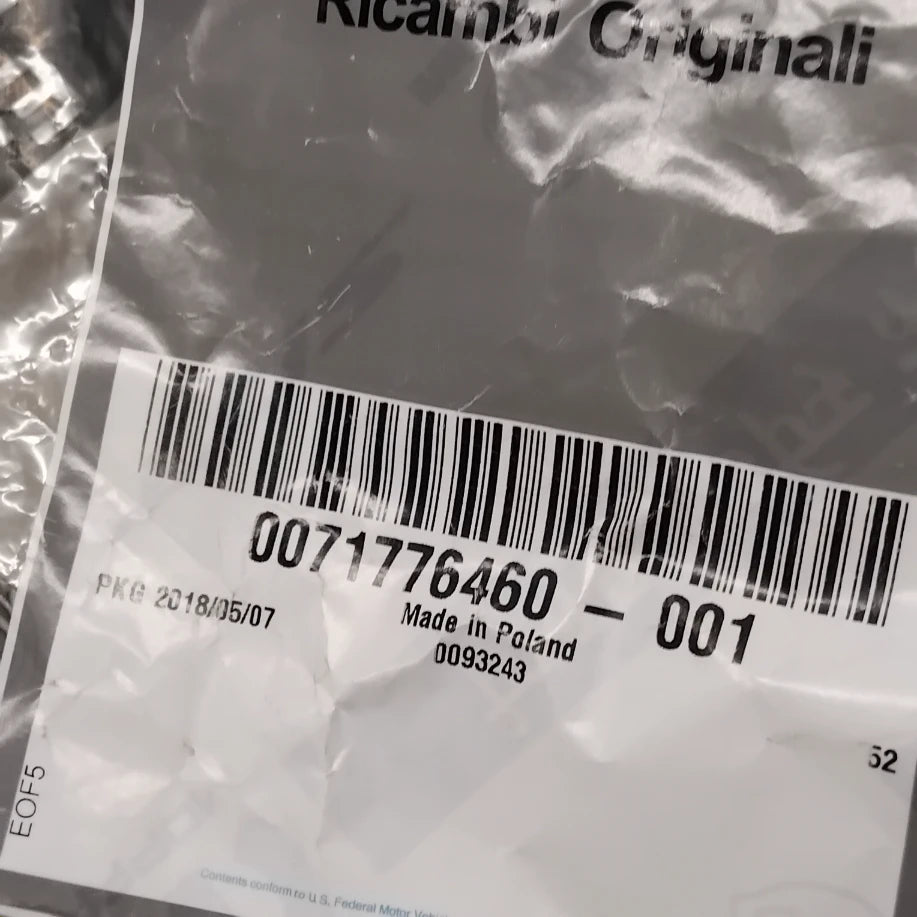 Ricambi Originali
0071776460 - 001
PKG 2018/05/07
Made in Poland
0093243
52
EOF5
Contents conform to U.S. Federal Motor